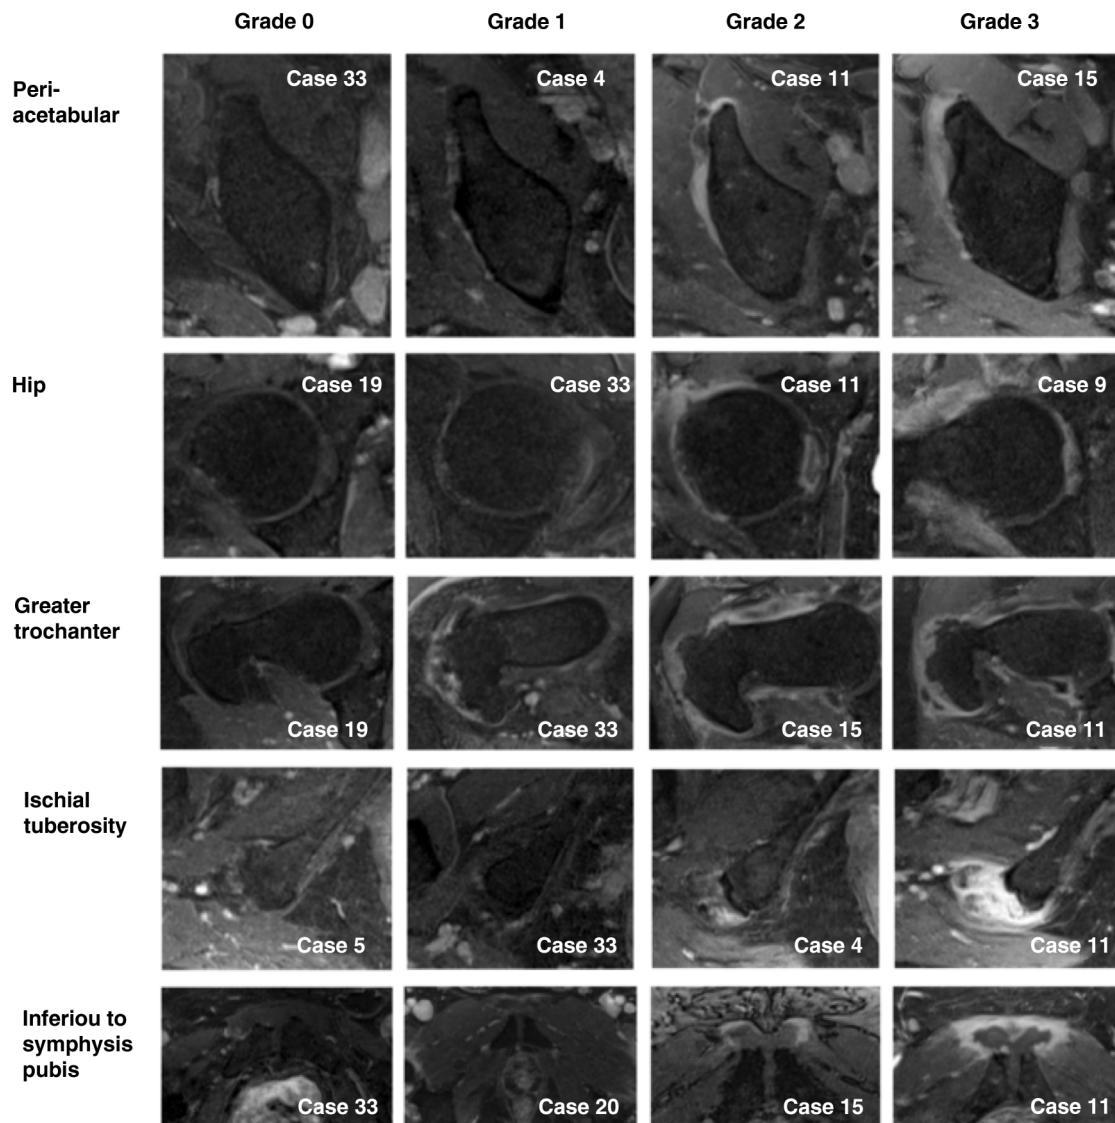 Grade 0 Grade 1 Grade 2 Grade 3
Peri-
acetabular
Case 33 Case 4 Case 11 Case 15
Hip
Case 19 Case 33 Case 11 Case 9
Greater
trochanter
Case 19 Case 33 Case 15 Case 11
Ischial
tuberosity
Case 5 Case 33 Case 4 Case 11
Inferiou to
symphysis
pubis
Case 33 Case 20 Case 15 Case 11